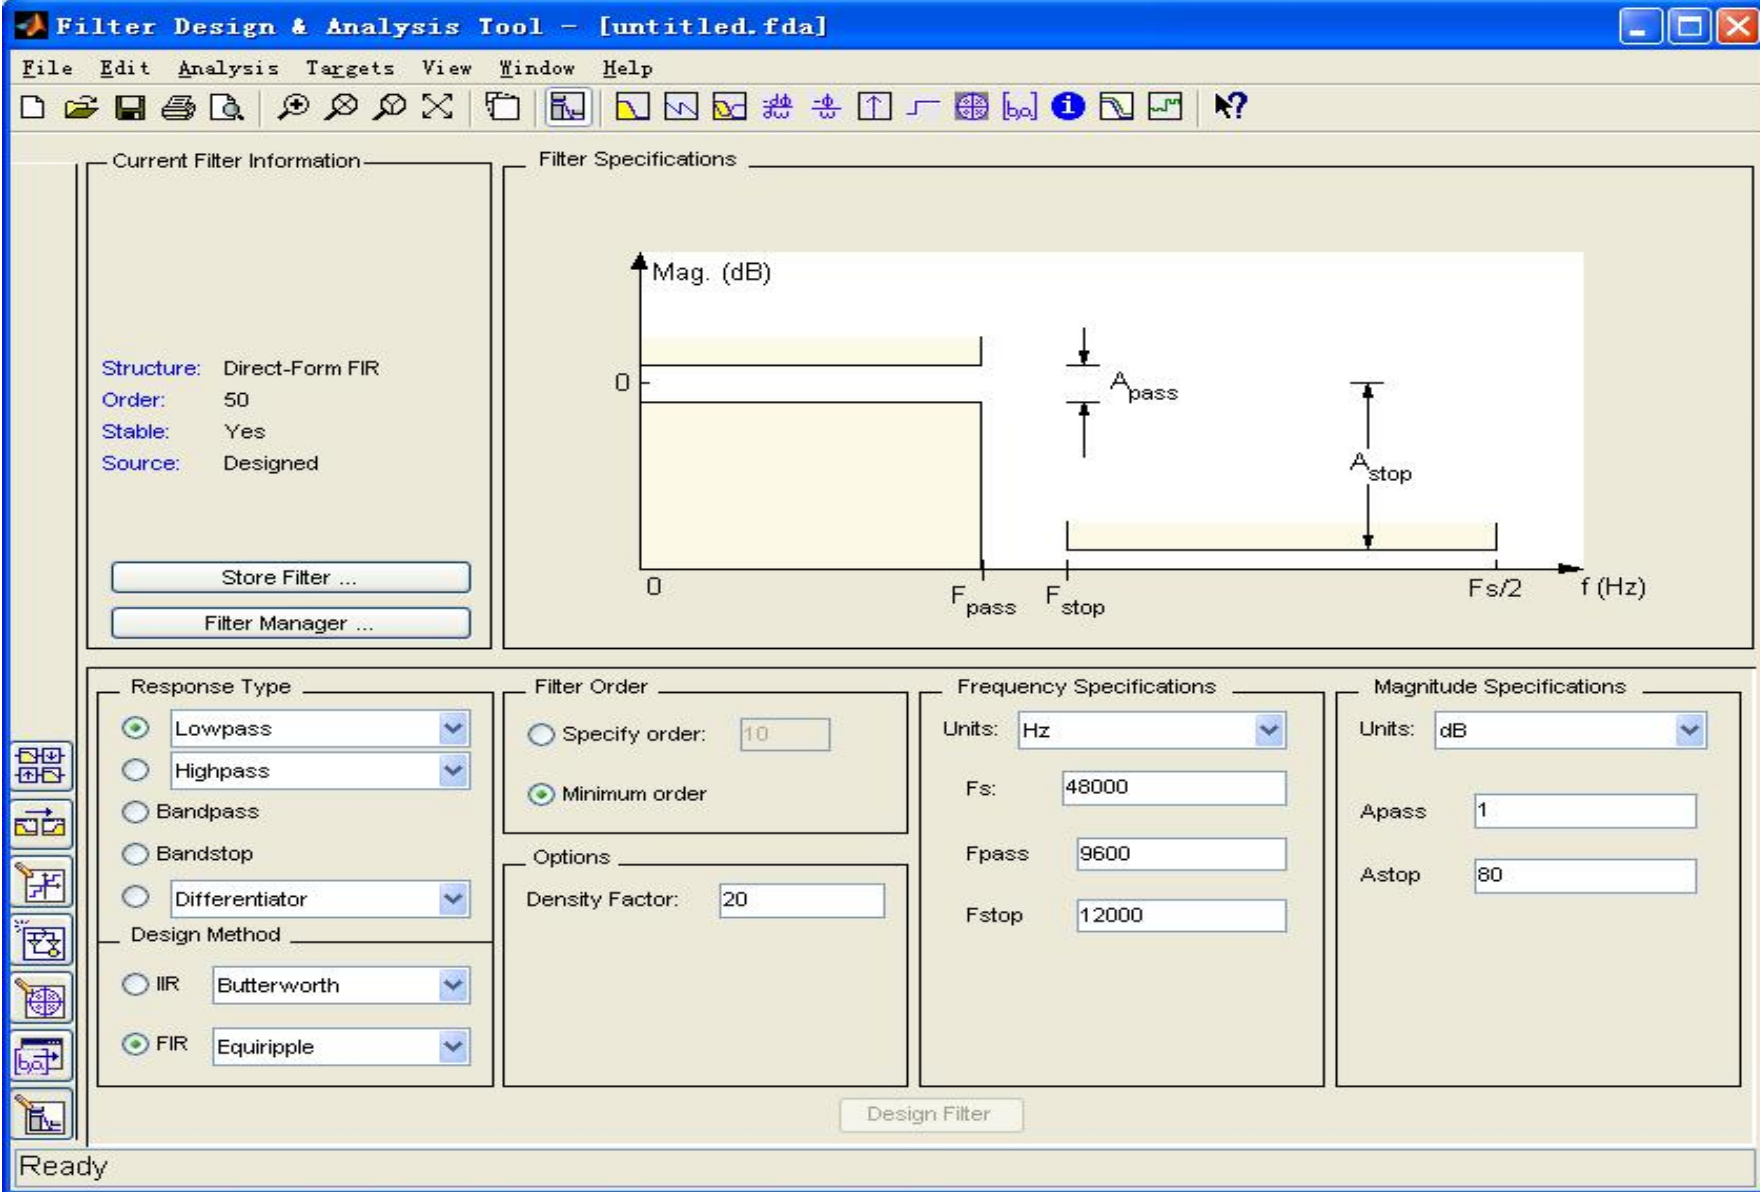 Filter Design & Analysis Tool - [untitled.fda]
File Edit Analysis Targets View Window Help
Current Filter Information
Structure: Direct-Form FIR
Order: 50
Stable: Yes
Source: Designed
Store Filter ...
Filter Manager ...
Filter Specifications
Mag. (dB)
0
Apass
Astop
0
Fpass
Fstop
Fs/2
f (Hz)
Response Type
Lowpass
Highpass
Bandpass
Bandstop
Differentiator
Design Method
IIR Butterworth
FIR Equiripple
Filter Order
Specify order: 10
Minimum order
Options
Density Factor: 20
Frequency Specifications
Units: Hz
Fs: 48000
Fpass 9600
Fstop 12000
Magnitude Specifications
Units: dB
Apass 1
Astop 80
Design Filter
Ready